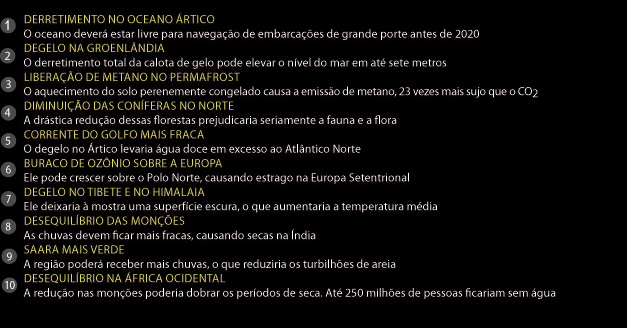 1 DERRETIMENTO NO OCEANO ÁRTICO
O oceano deverá estar livre para navegação de embarcações de grande porte antes de 2020
2 DEGELO NA GROENLÂNDIA
O derretimento total da calota de gelo pode elevar o nível do mar em até sete metros
3 LIBERAÇÃO DE METANO NO PERMAFROST
O aquecimento do solo perenemente congelado causa a emissão de metano, 23 vezes mais sujo que o CO2
4 DIMINUIÇÃO DAS CONÍFERAS NO NORTE
A drástica redução dessas florestas prejudicaria seriamente a fauna e a flora
5 CORRENTE DO GOLFO MAIS FRACA
O degelo no Ártico levaria água doce em excesso ao Atlântico Norte
6 BURACO DE OZÔNIO SOBRE A EUROPA
Ele pode crescer sobre o Polo Norte, causando estrago na Europa Setentrional
7 DEGELO NO TIBETE E NO HIMALAIA
Ele deixaria à mostra uma superfície escura, o que aumentaria a temperatura média
8 DESEQUILÍBRIO DAS MONÇÕES
As chuvas devem ficar mais fracas, causando secas na Índia
9 SAARA MAIS VERDE
A região poderá receber mais chuvas, o que reduziria os turbilhões de areia
10 DESEQUILÍBRIO NA ÁFRICA OCIDENTAL
A redução nas monções poderia dobrar os períodos de seca. Até 250 milhões de pessoas ficariam sem água